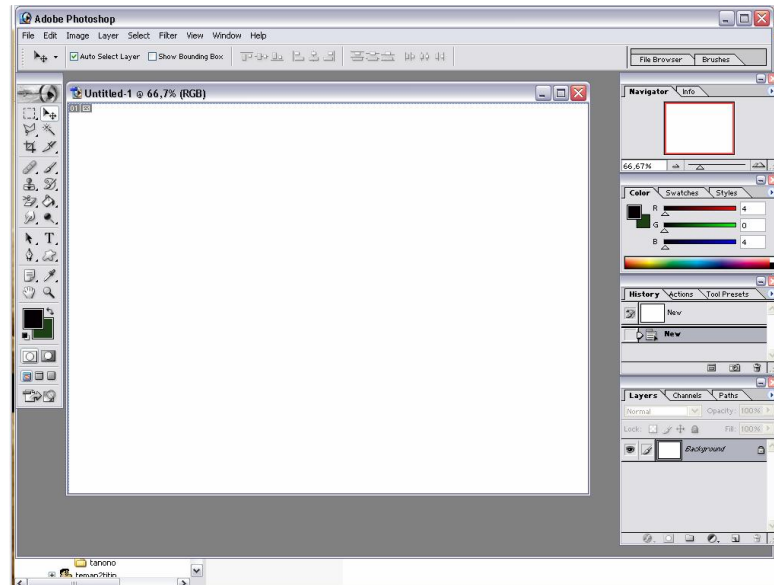 Adobe Photoshop
File Edit Image Layer Select Filter View Window Help
Auto Select Layer Show Bounding Box
File Browser Brushes
Untitled-1 @ 66,7% (RGB)
01
Navigator Info
66,67%
Color Swatches Styles
R 4
G 0
B 4
History Actions Tool Presets
New
New
Layers Channels Paths
Normal Opacity: 100%
Lock: Fill: 100%
Background
tanono
teman2titin